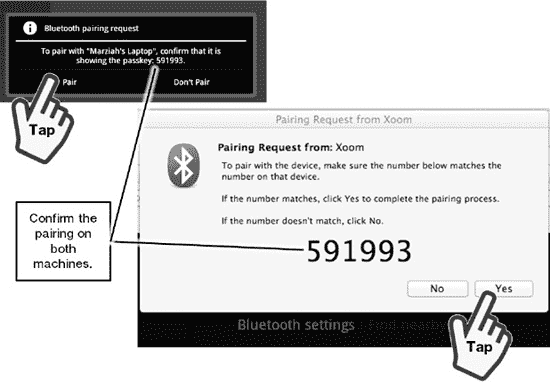 Bluetooth pairing request
To pair with "Marziah's Laptop", confirm that it is
showing the passkey: 591993.
Pair
Don't Pair
Tap
Pairing Request from Xoom
Pairing Request from: Xoom
To pair with the device, make sure the number below matches the
number on that device.
If the number matches, click Yes to complete the pairing process.
If the number doesn't match, click No.
591993
No
Yes
Confirm the
pairing on
both
machines.
Bluetooth settings
Tap